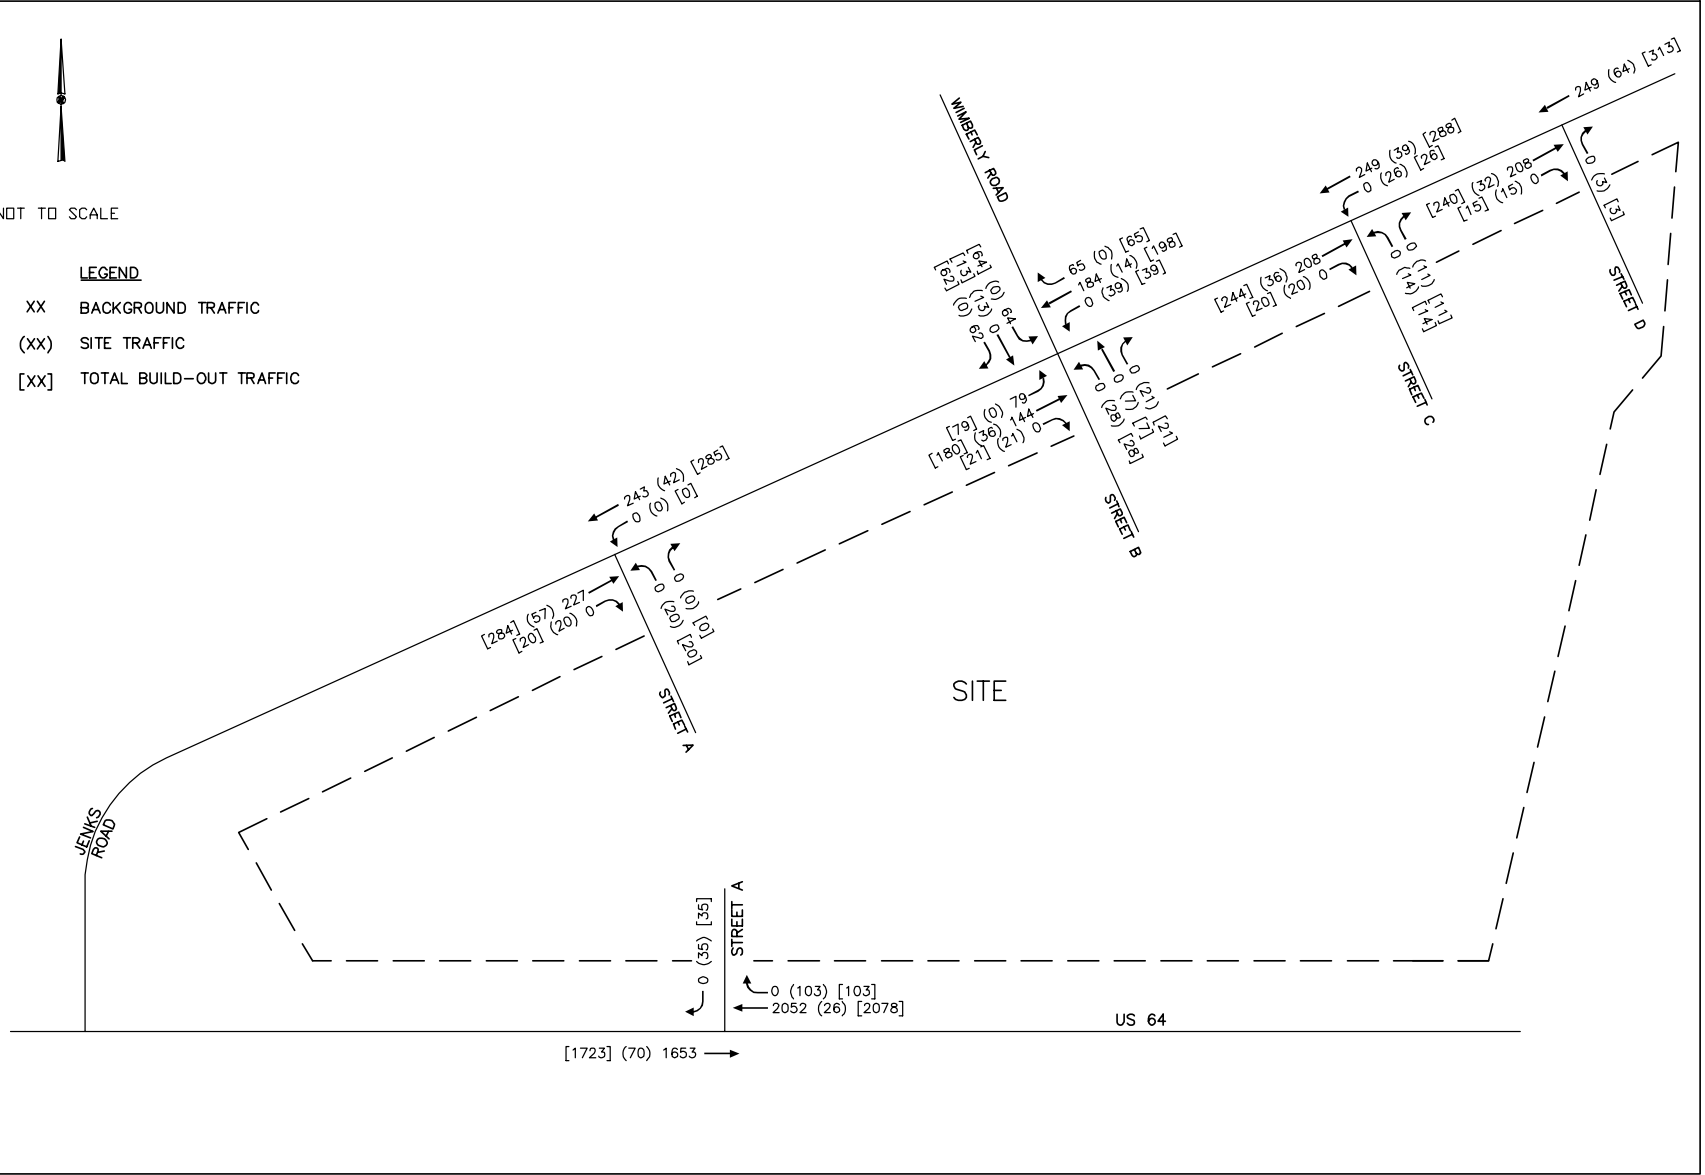 NOT TO SCALE
LEGEND
XX BACKGROUND TRAFFIC
(XX) SITE TRAFFIC
[XX] TOTAL BUILD-OUT TRAFFIC
249 (64) [313]
0 (3) [3]
[240] (32) 208
[15] (15) 0
STREET D
249 (39) [288]
0 (26) [26]
0 (11) [11]
0 (14) [14]
[244] (36) 208
[20] (20) 0
STREET C
WIMBERLY ROAD
65 (0) [65]
184 (14) [198]
0 (39) [39]
[64] (0) 64
[13] (13) 0
[62] (0) 62
[79] (0) 79
[180] (36) 144
[21] (21) 0
0 (21) [21]
0 (7) [7]
0 (28) [28]
STREET B
243 (42) [285]
0 (0) [0]
[284] (57) 227
[20] (20) 0
0 (0) [0]
0 (20) [20]
STREET A
SITE
JENKS
ROAD
0 (35) [35]
STREET A
0 (103) [103]
2052 (26) [2078]
US 64
[1723] (70) 1653